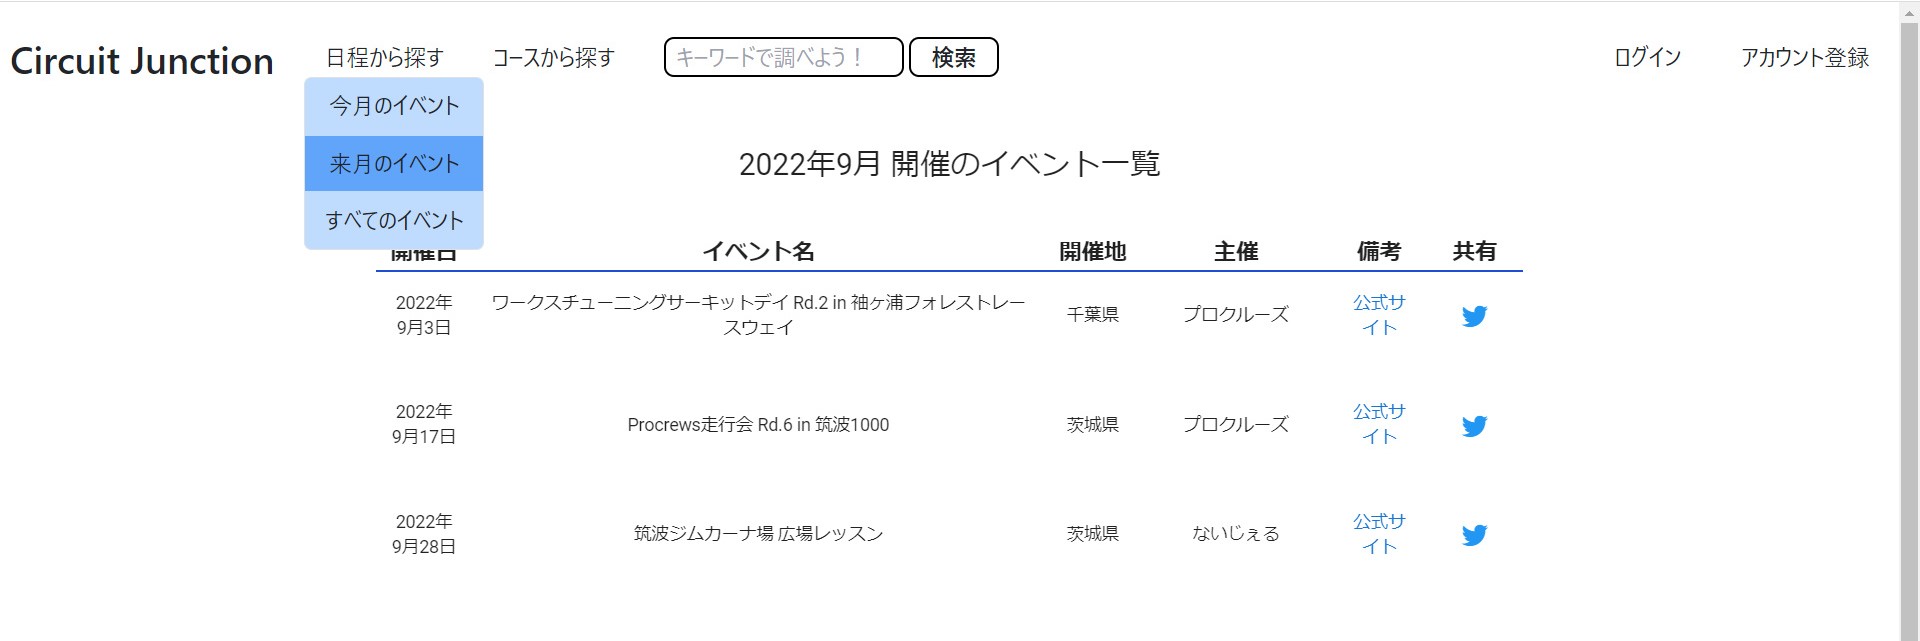 Circuit Junction 日程から探す コースから探す キーワードで調べよう！ 検索 ログイン アカウント登録
今月のイベント
来月のイベント
すべてのイベント
2022年9月 開催のイベント一覧
開催日 イベント名 開催地 主催 備考 共有
2022年
9月3日
ワークスチューニングサーキットデイ Rd.2 in 袖ヶ浦フォレストレー
スウェイ
千葉県
プロクルーズ
公式サ
イト
2022年
9月17日
Procrews走行会 Rd.6 in 筑波1000
茨城県
プロクルーズ
公式サ
イト
2022年
9月28日
筑波ジムカーナ場 広場レッスン
茨城県
ないじぇる
公式サ
イト